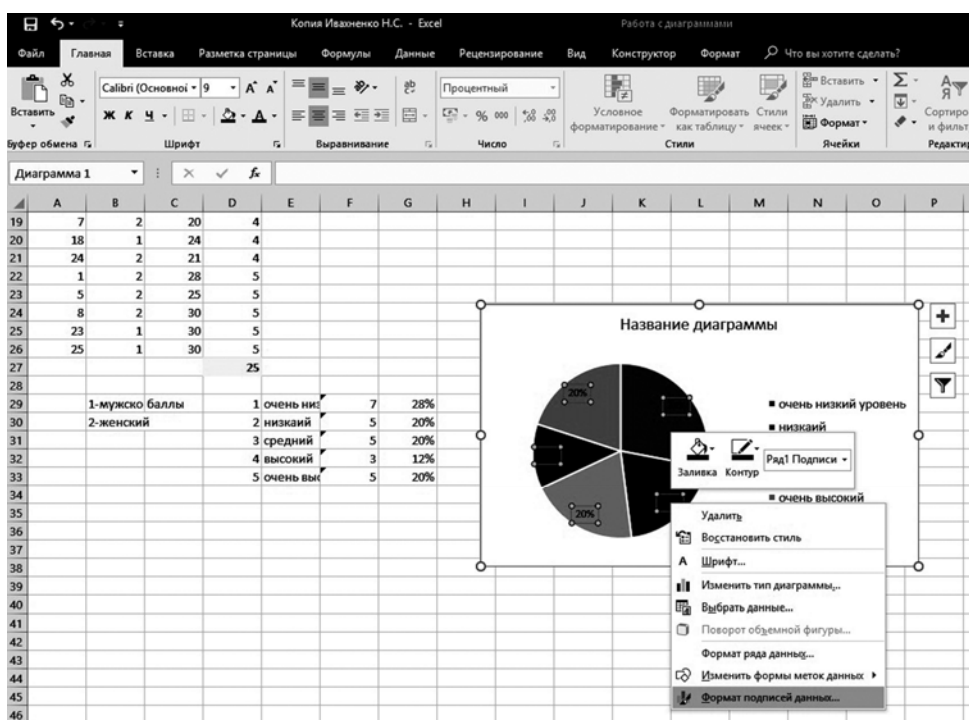 Копия Ивахненко Н.С. - Excel
Работа с диаграммами
Файл Главная Вставка Разметка страницы Формулы Данные Рецензирование Вид Конструктор Формат Что вы хотите сделать?
Вставить
Calibri (Основной 9 А А
Ж К Ч
Процентный
% 000
Условное форматирование
Форматировать как таблицу
Стили ячеек
Вставить
Удалить
Формат
Сортиро
и фильт
Буфер обмена Шрифт Выравнивание Число Стили Ячейки Редакти
Диаграмма 1 fx
A B C D E F G H I J K L M N O P
19 7 2 20 4
20 18 1 24 4
21 24 2 21 4
22 1 2 28 5
23 5 2 25 5
24 8 2 30 5
25 23 1 30 5
26 25 1 30 5
27 25
28
29 1-мужско баллы 1 очень низ 7 28%
30 2-женский 2 низкаий 5 20%
31 3 средний 5 20%
32 4 высокий 3 12%
33 5 очень выс 5 20%
34
35
36
37
38
39
40
41
42
43
44
45
46
Название диаграммы
20%
20%
очень низкий уровень
низкаий
очень высокий
Заливка Контур Ряд1 Подписи
Удалить
Восстановить стиль
А Шрифт...
Изменить тип диаграммы...
Выбрать данные...
Поворот объемной фигуры...
Формат ряда данных...
Изменить формы меток данных
Формат подписей данных...